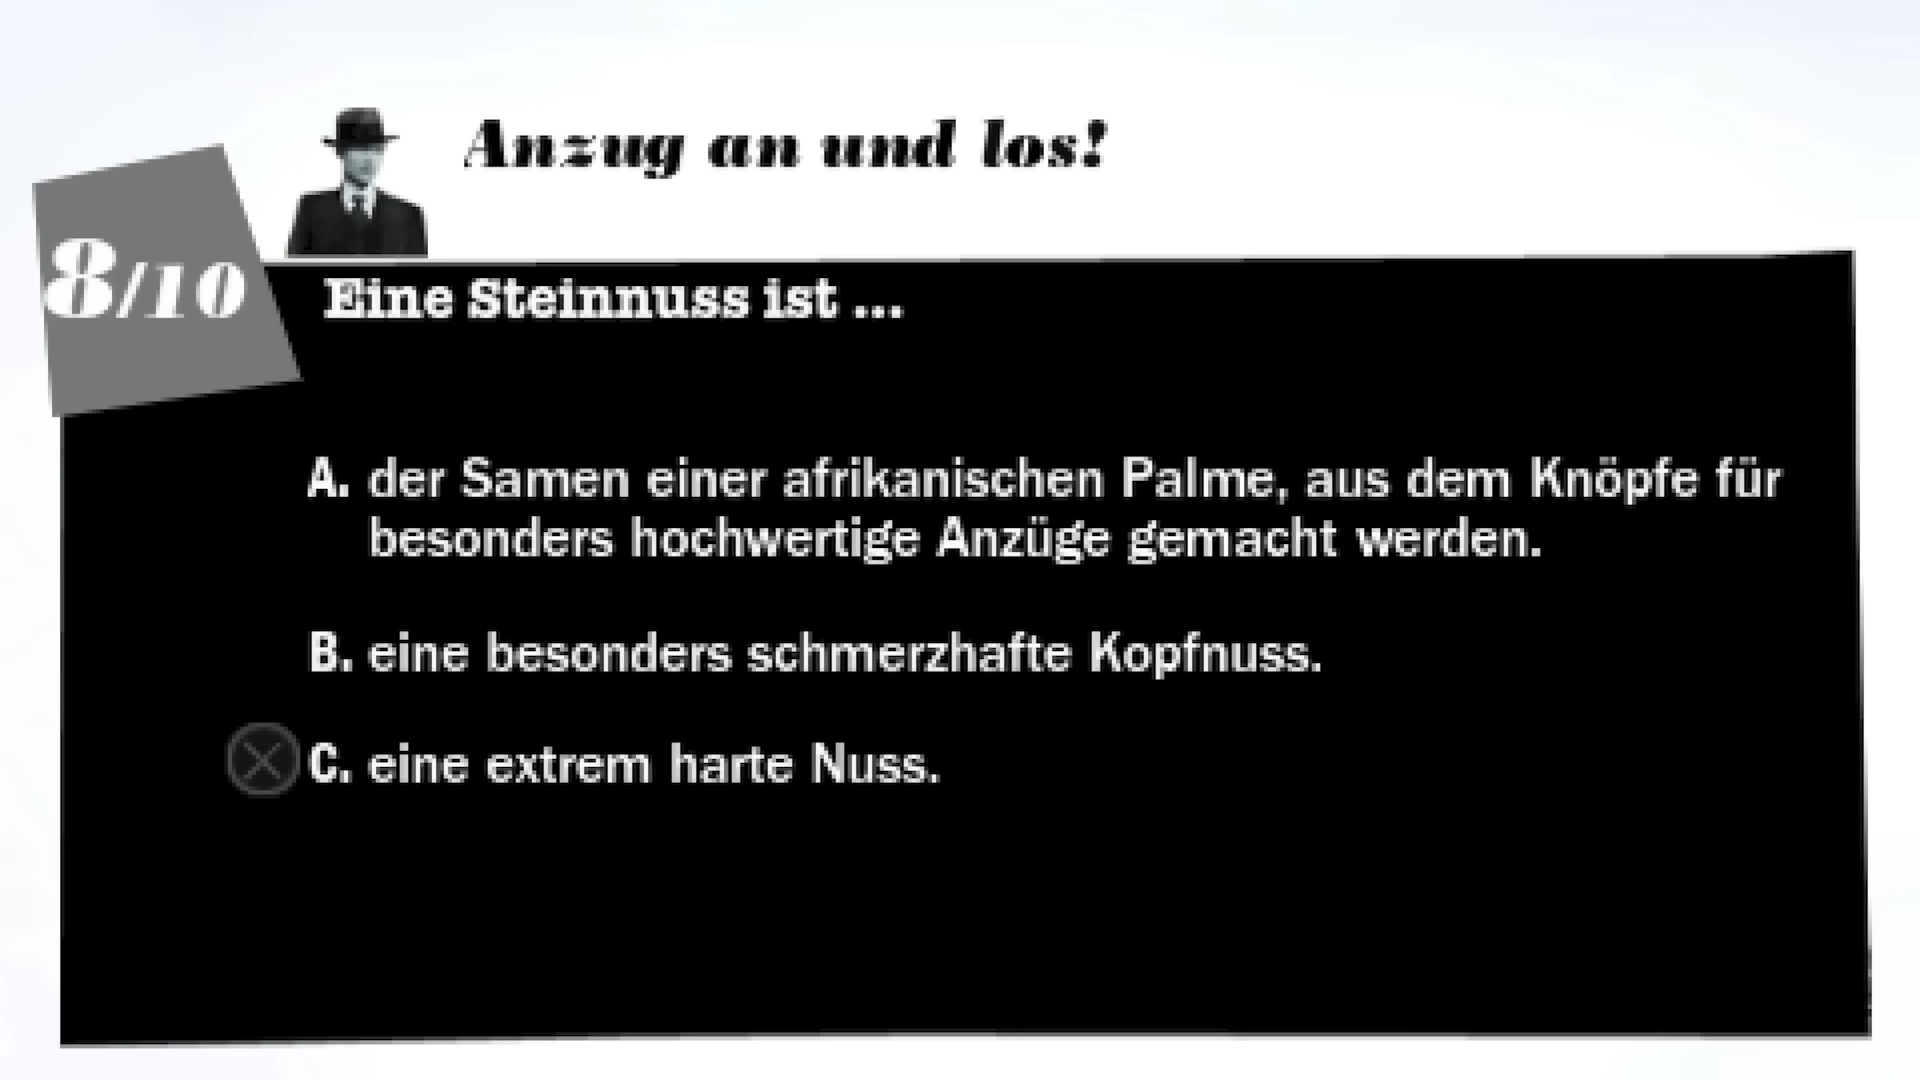 Anzug an und los!
8/10
Eine Steinnuss ist ...
A. der Samen einer afrikanischen Palme, aus dem Knöpfe für
besonders hochwertige Anzüge gemacht werden.
B. eine besonders schmerzhafte Kopfnuss.
C. eine extrem harte Nuss.